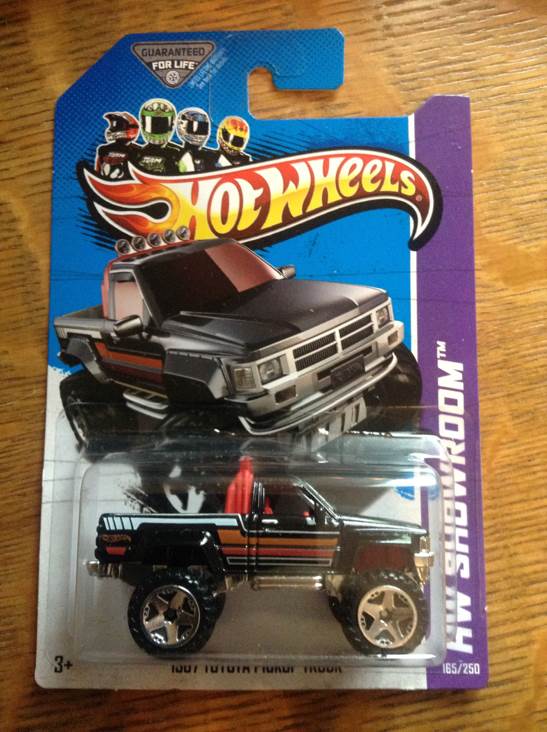 GUARANTEED
FOR LIFE
HOT WHEELS
HW SHOWROOM™
3+
1987 TOYOTA PICKUP TRUCK
165/250